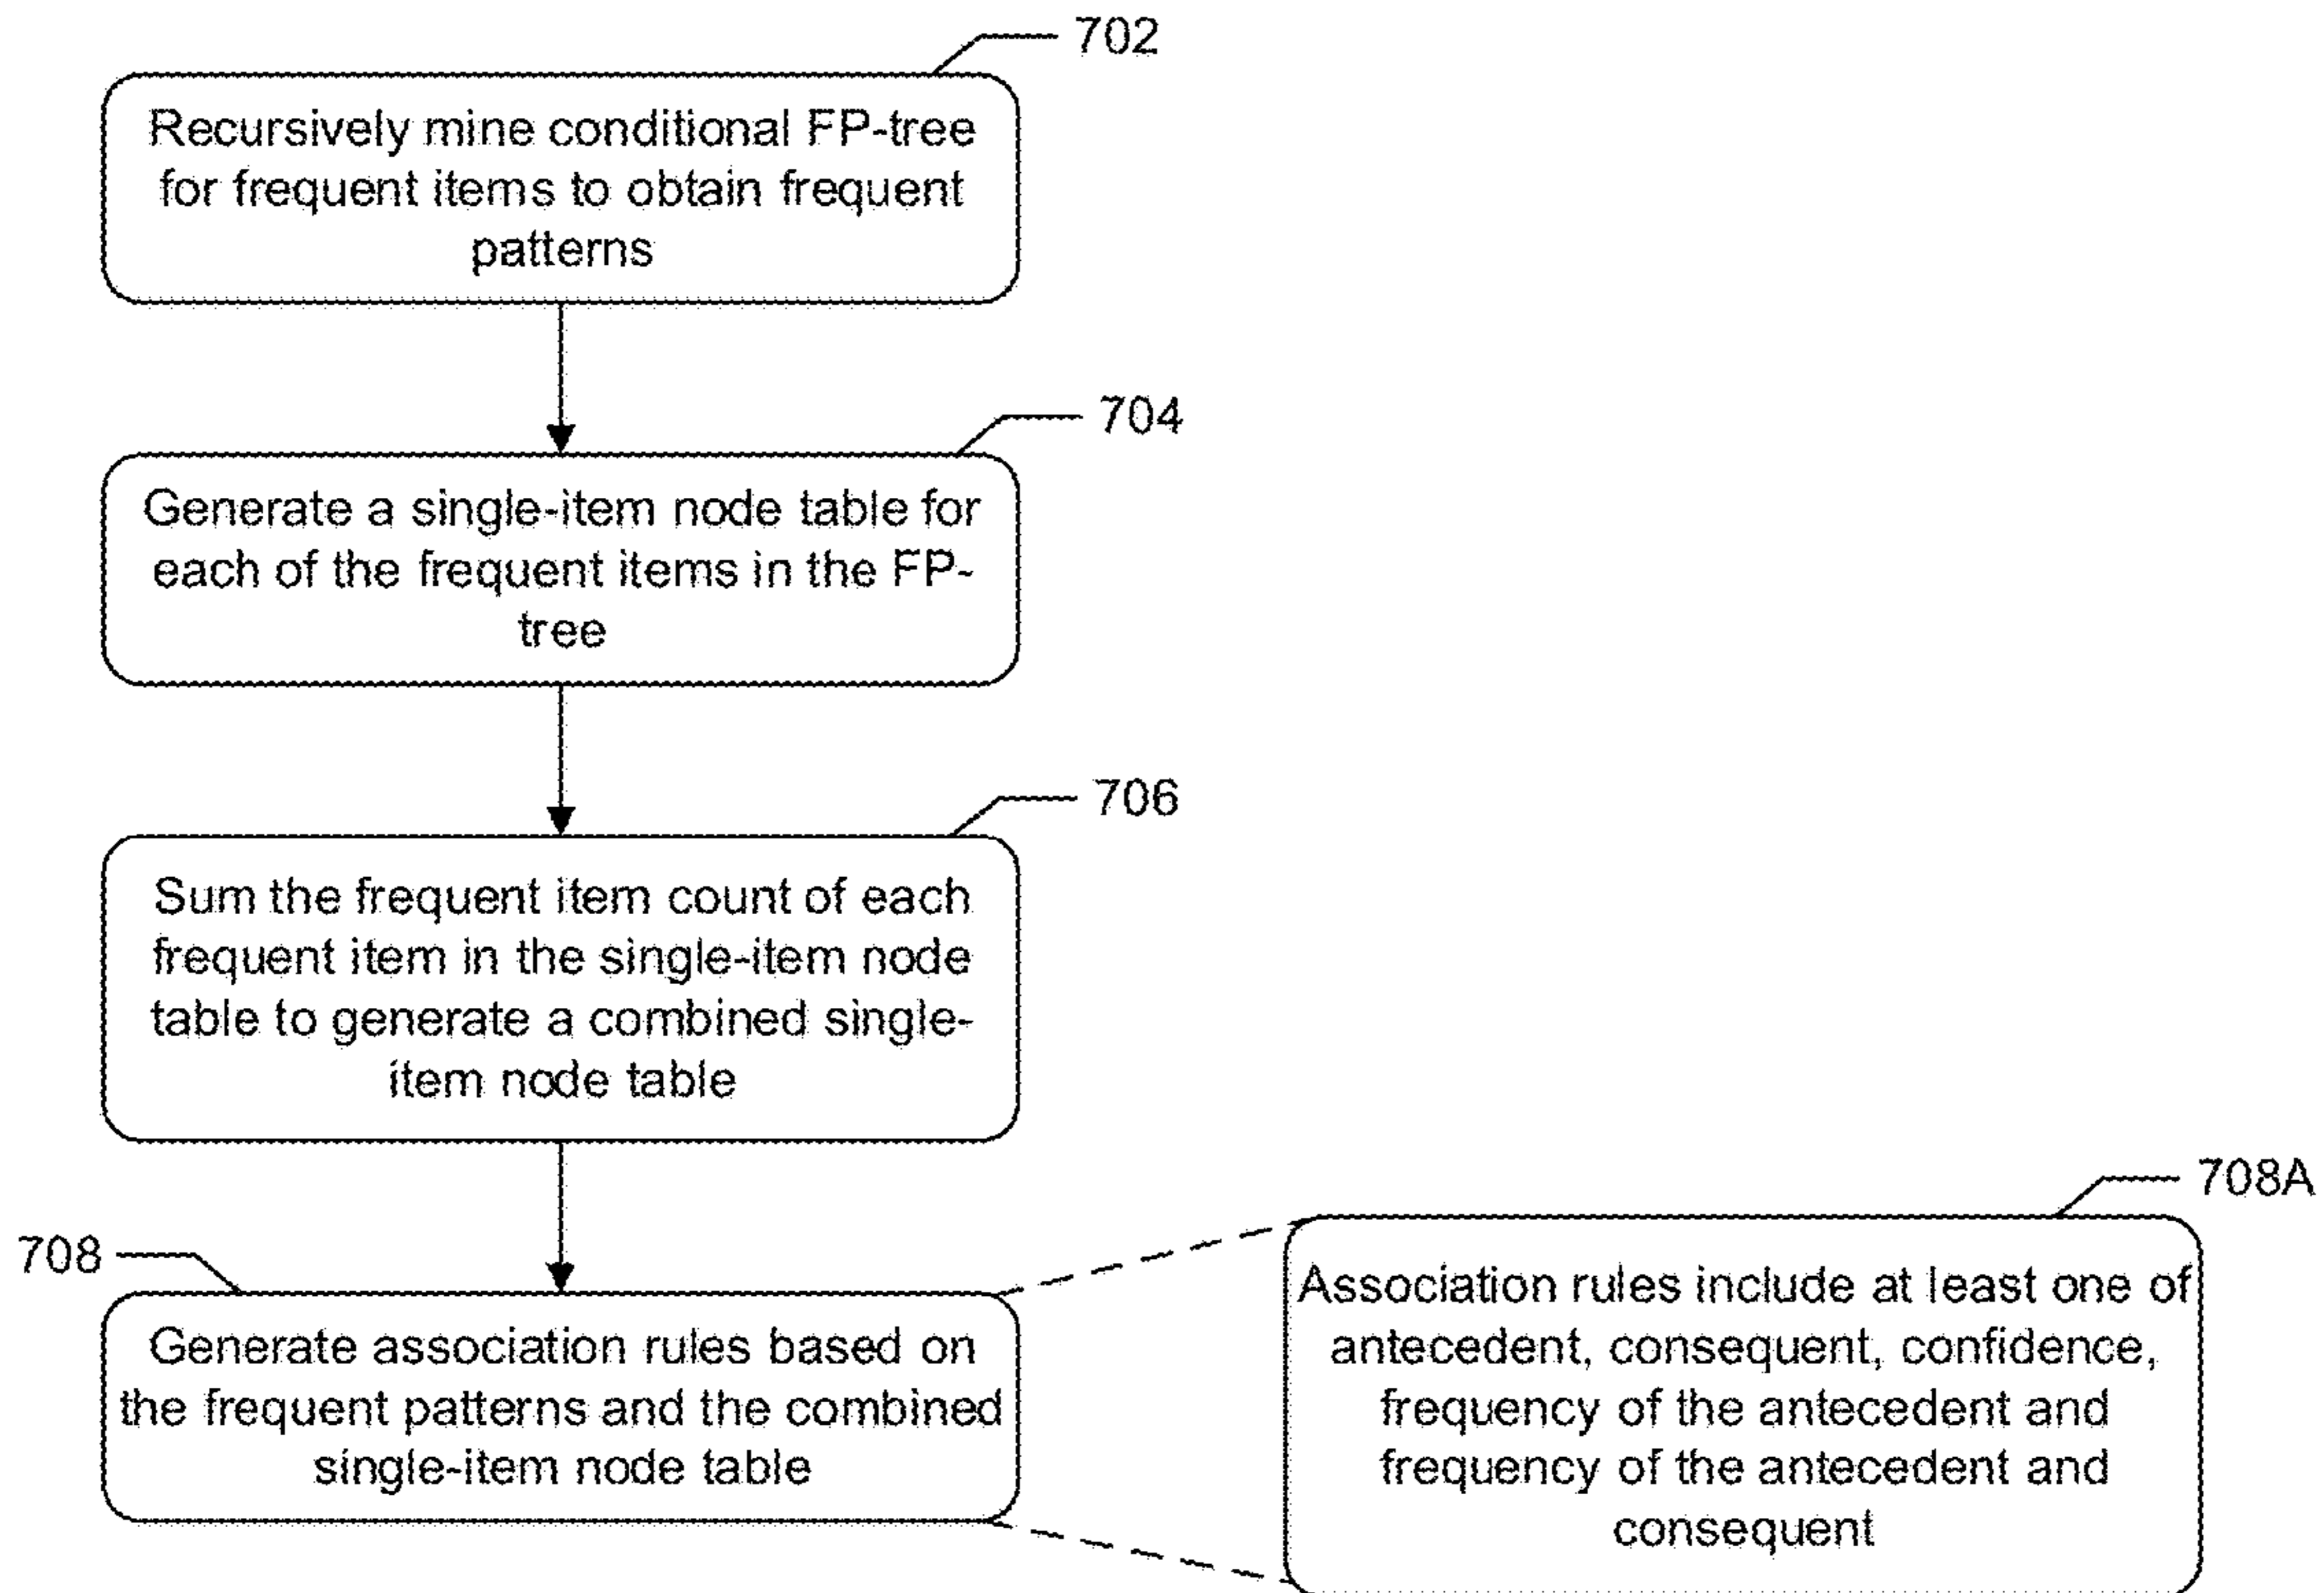 702
Recursively mine conditional FP-tree
for frequent items to obtain frequent
patterns
704
Generate a single-item node table for
each of the frequent items in the FP-
tree
706
Sum the frequent item count of each
frequent item in the single-item node
table to generate a combined single-
item node table
708
Generate association rules based on
the frequent patterns and the combined
single-item node table
708A
Association rules include at least one of
antecedent, consequent, confidence,
frequency of the antecedent and
frequency of the antecedent and
consequent